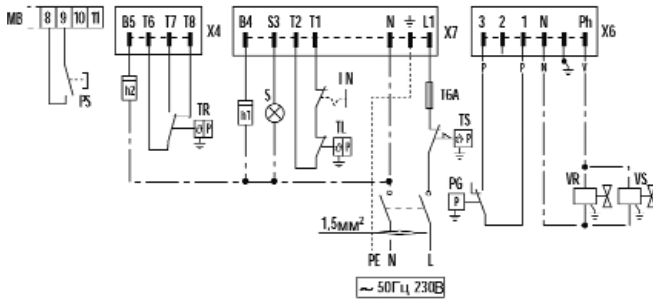 MB 8 9 10 11
B5 T6 T7 T8 X4
B4 S3 T2 T1 N L1 X7
3 2 1 N Ph X6
P P N V
PS
h2
TR
P
h1
S
IN
TL
P
T6A
TS
P
PG
P
VR VS
1,5мм²
PE N L
~ 50Гц 230В